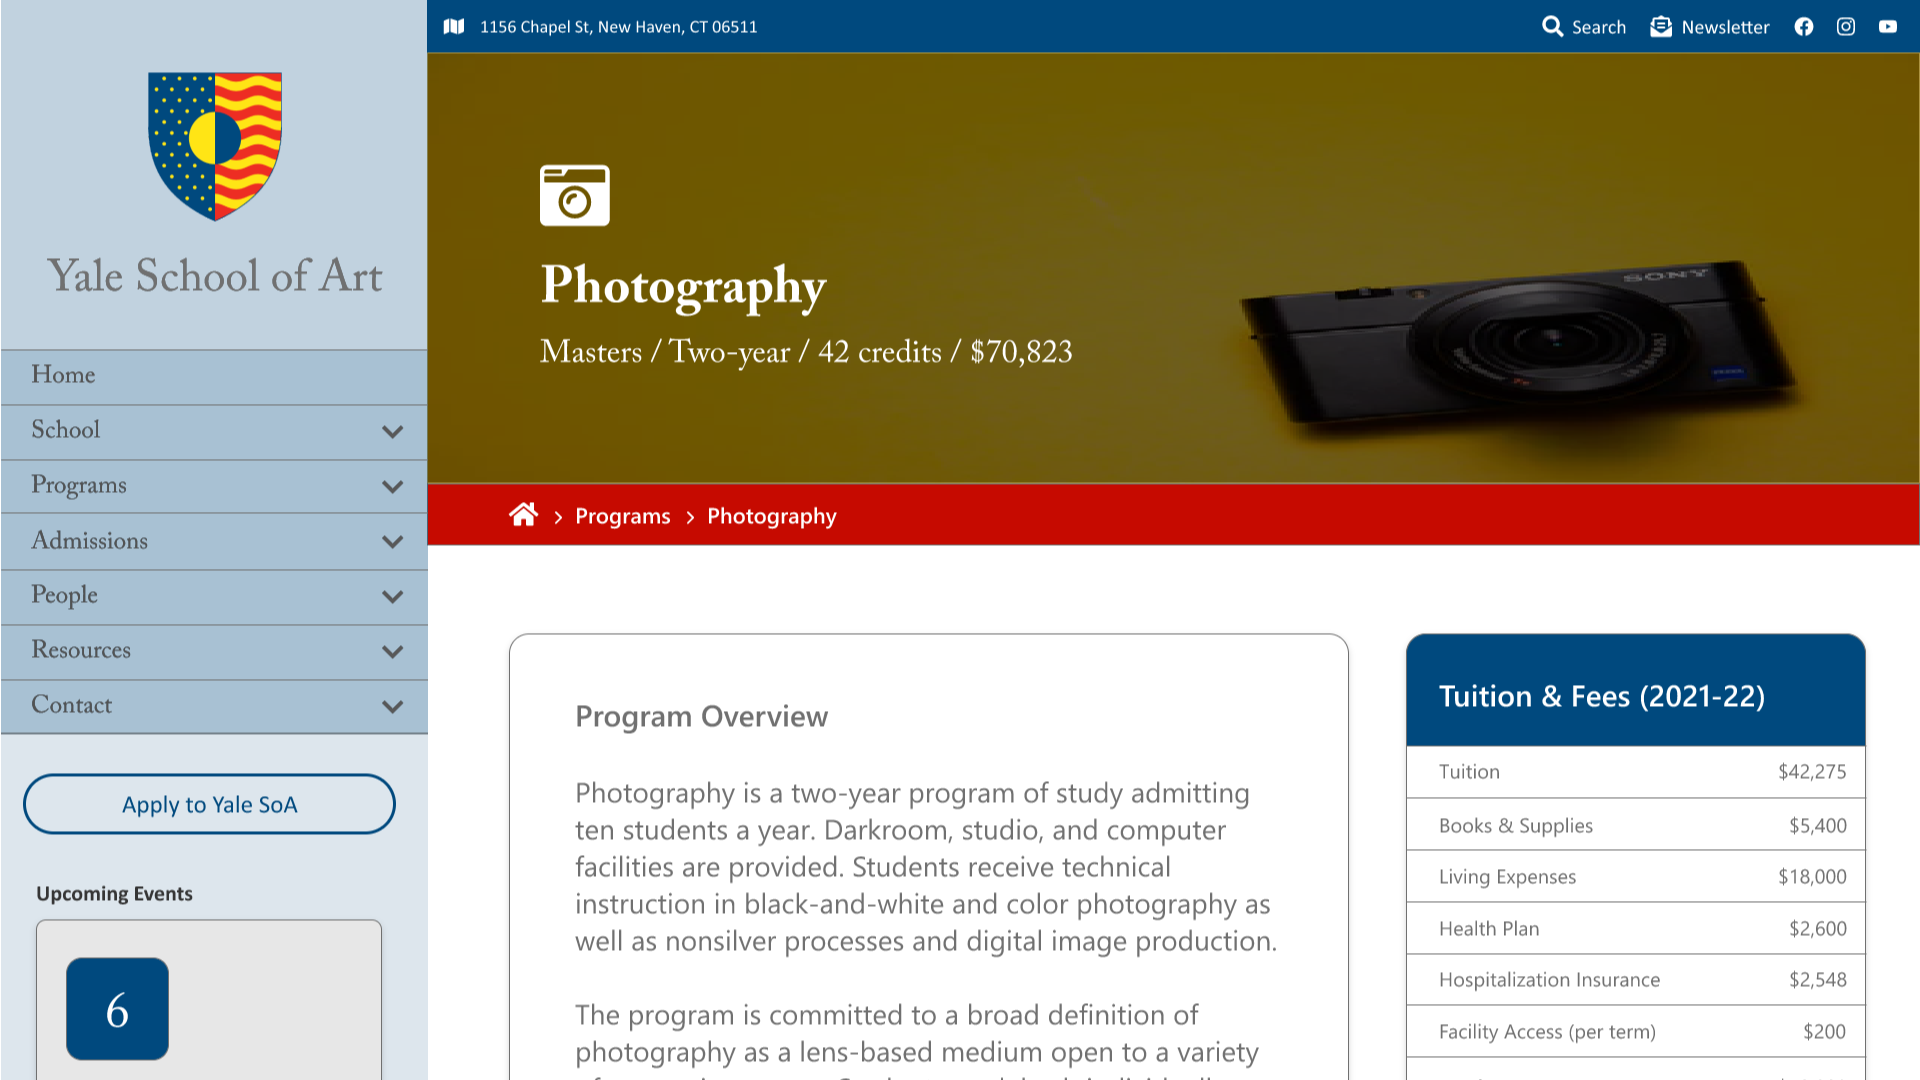 1156 Chapel St, New Haven, CT 06511
Search
Newsletter
Yale School of Art
Home
School
Programs
Admissions
People
Resources
Contact
Apply to Yale SoA
Upcoming Events
6
Photography
Masters / Two-year / 42 credits / $70,823
SONY
Programs
Photography
Program Overview
Photography is a two-year program of study admitting
ten students a year. Darkroom, studio, and computer
facilities are provided. Students receive technical
instruction in black-and-white and color photography as
well as nonsilver processes and digital image production.
The program is committed to a broad definition of
photography as a lens-based medium open to a variety
Tuition & Fees (2021-22)
Tuition $42,275
Books & Supplies $5,400
Living Expenses $18,000
Health Plan $2,600
Hospitalization Insurance $2,548
Facility Access (per term) $200